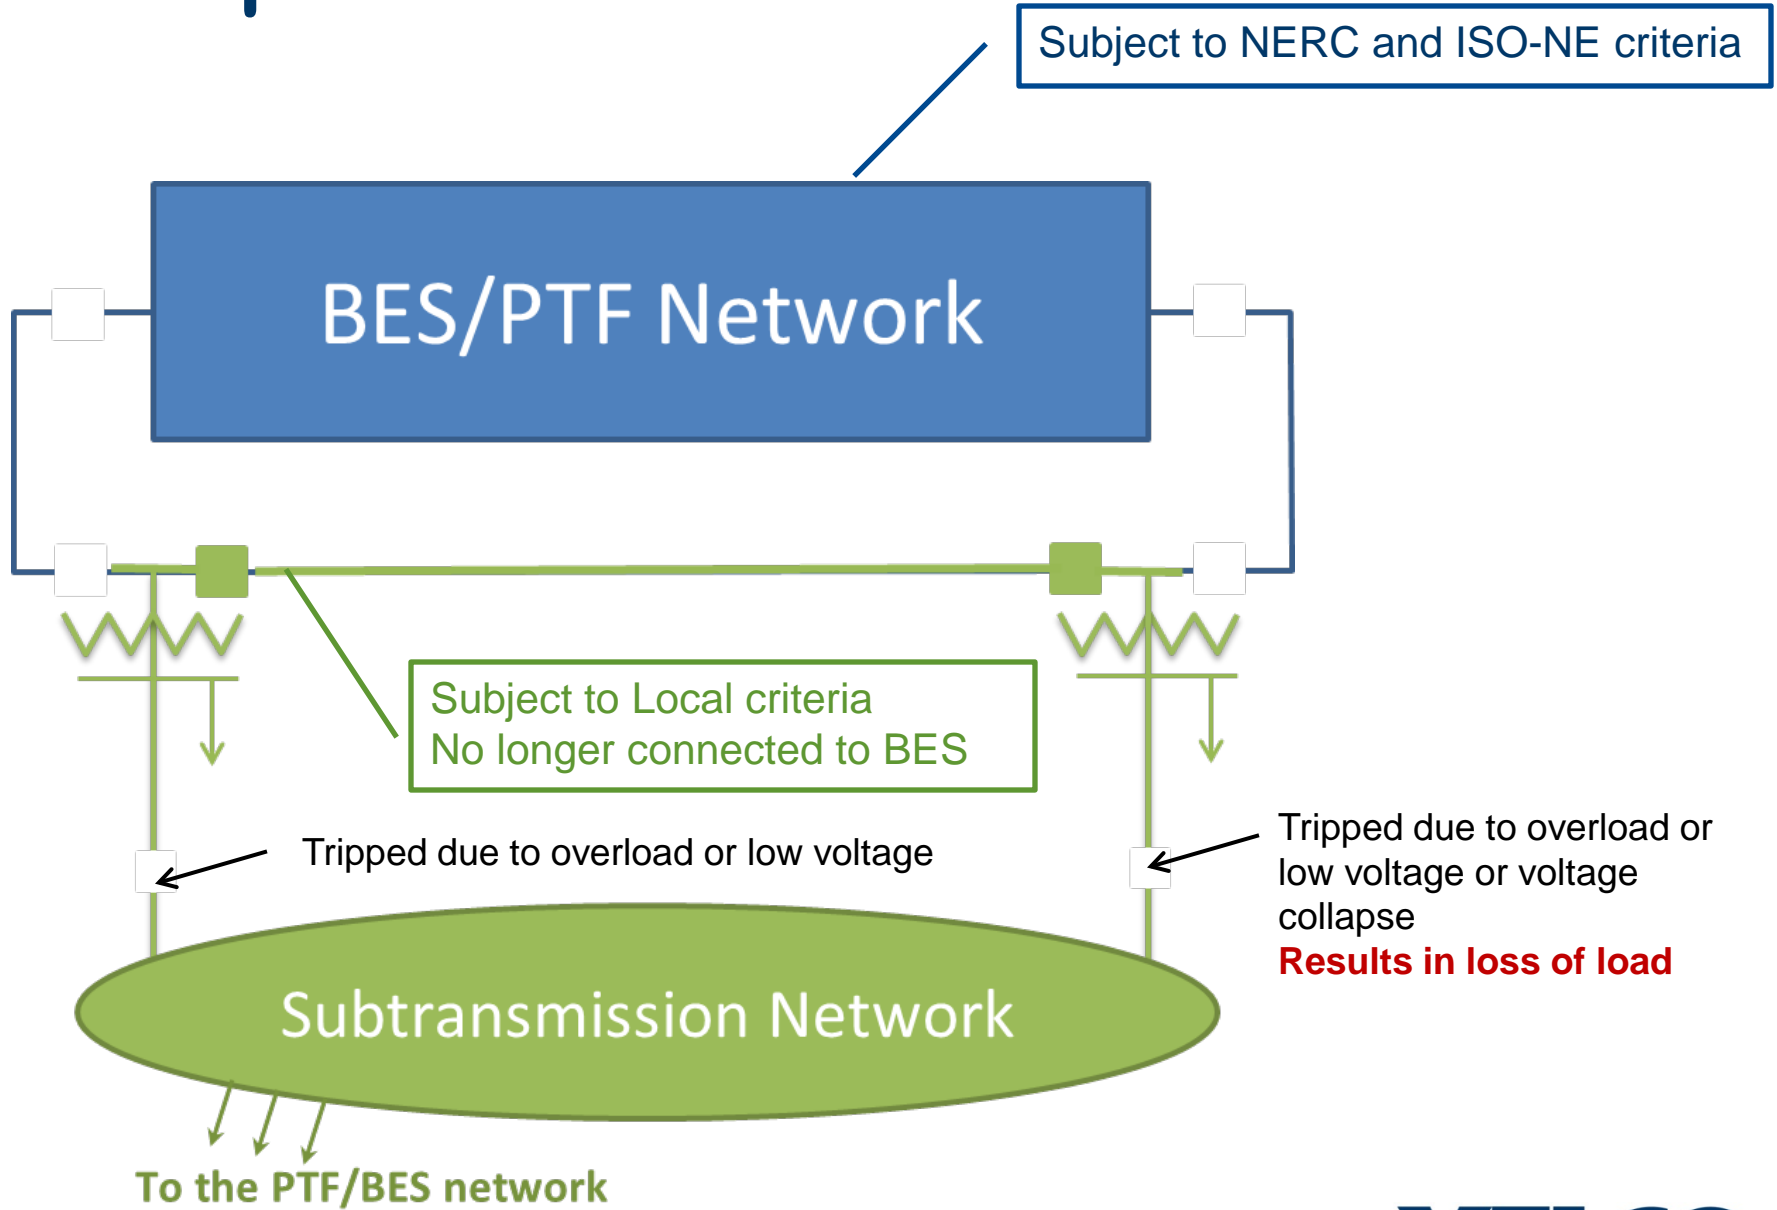 Subject to NERC and ISO-NE criteria
BES/PTF Network
Subject to Local criteria
No longer connected to BES
Tripped due to overload or low voltage
Tripped due to overload or
low voltage or voltage
collapse
Results in loss of load
Subtransmission Network
To the PTF/BES network